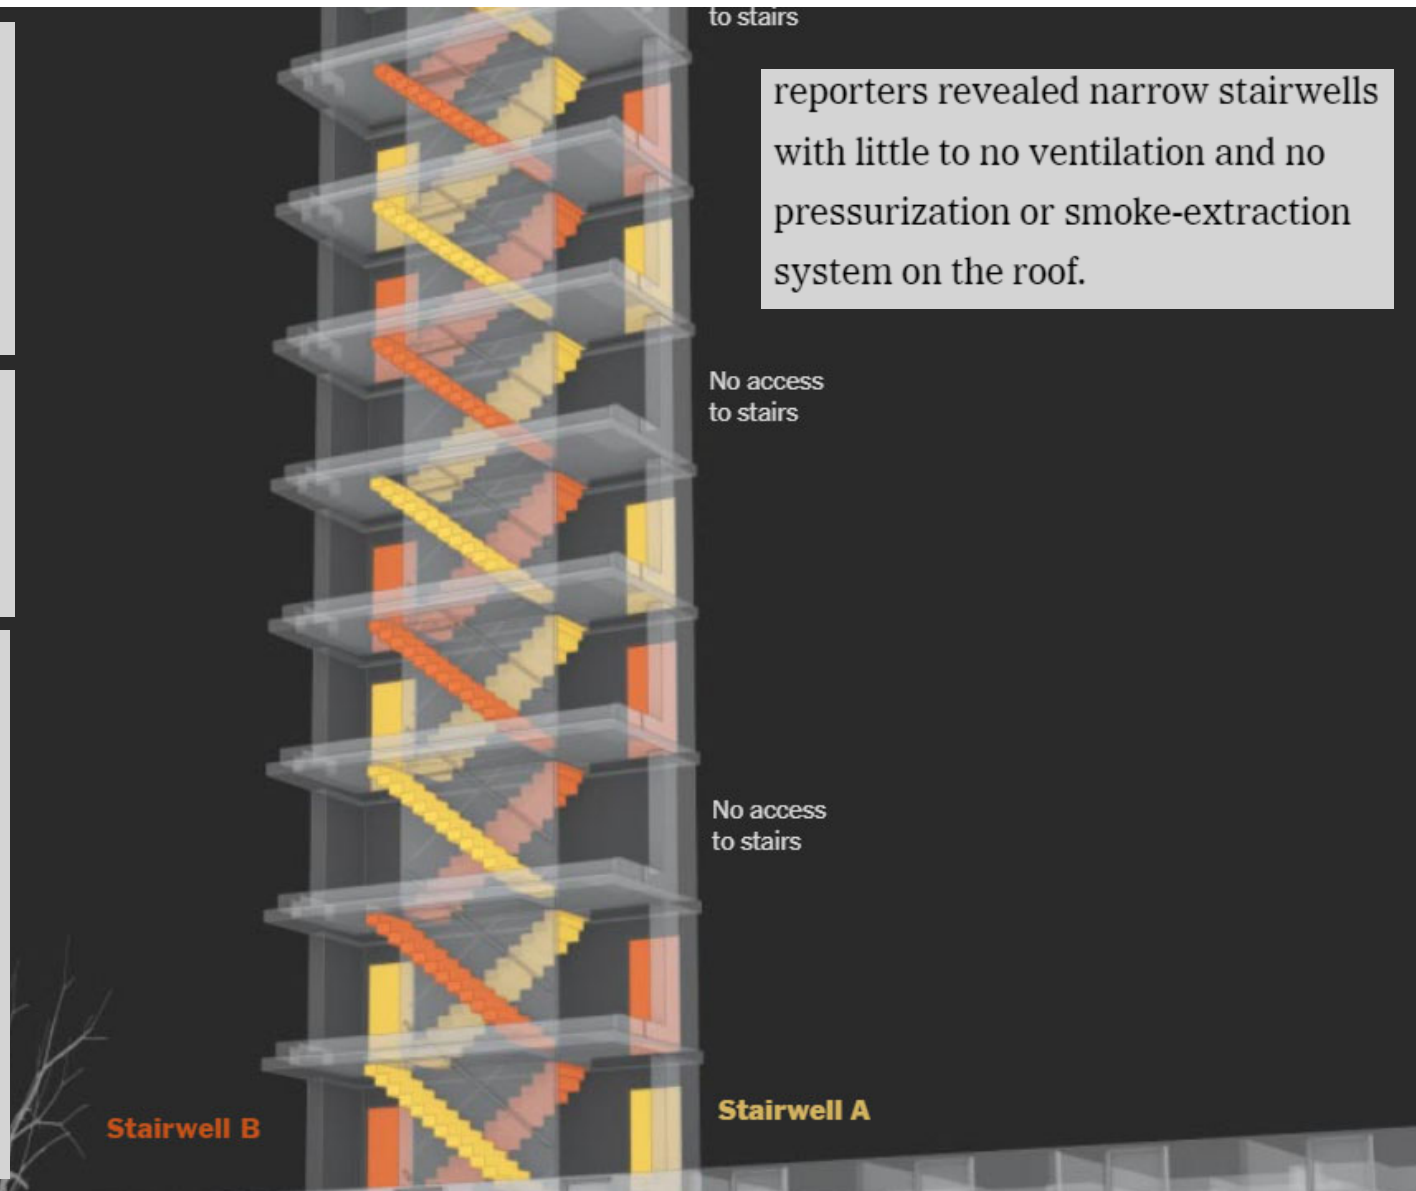 to stairs
reporters revealed narrow stairwells
with little to no ventilation and no
pressurization or smoke-extraction
system on the roof.
No access
to stairs
No access
to stairs
Stairwell A
Stairwell B